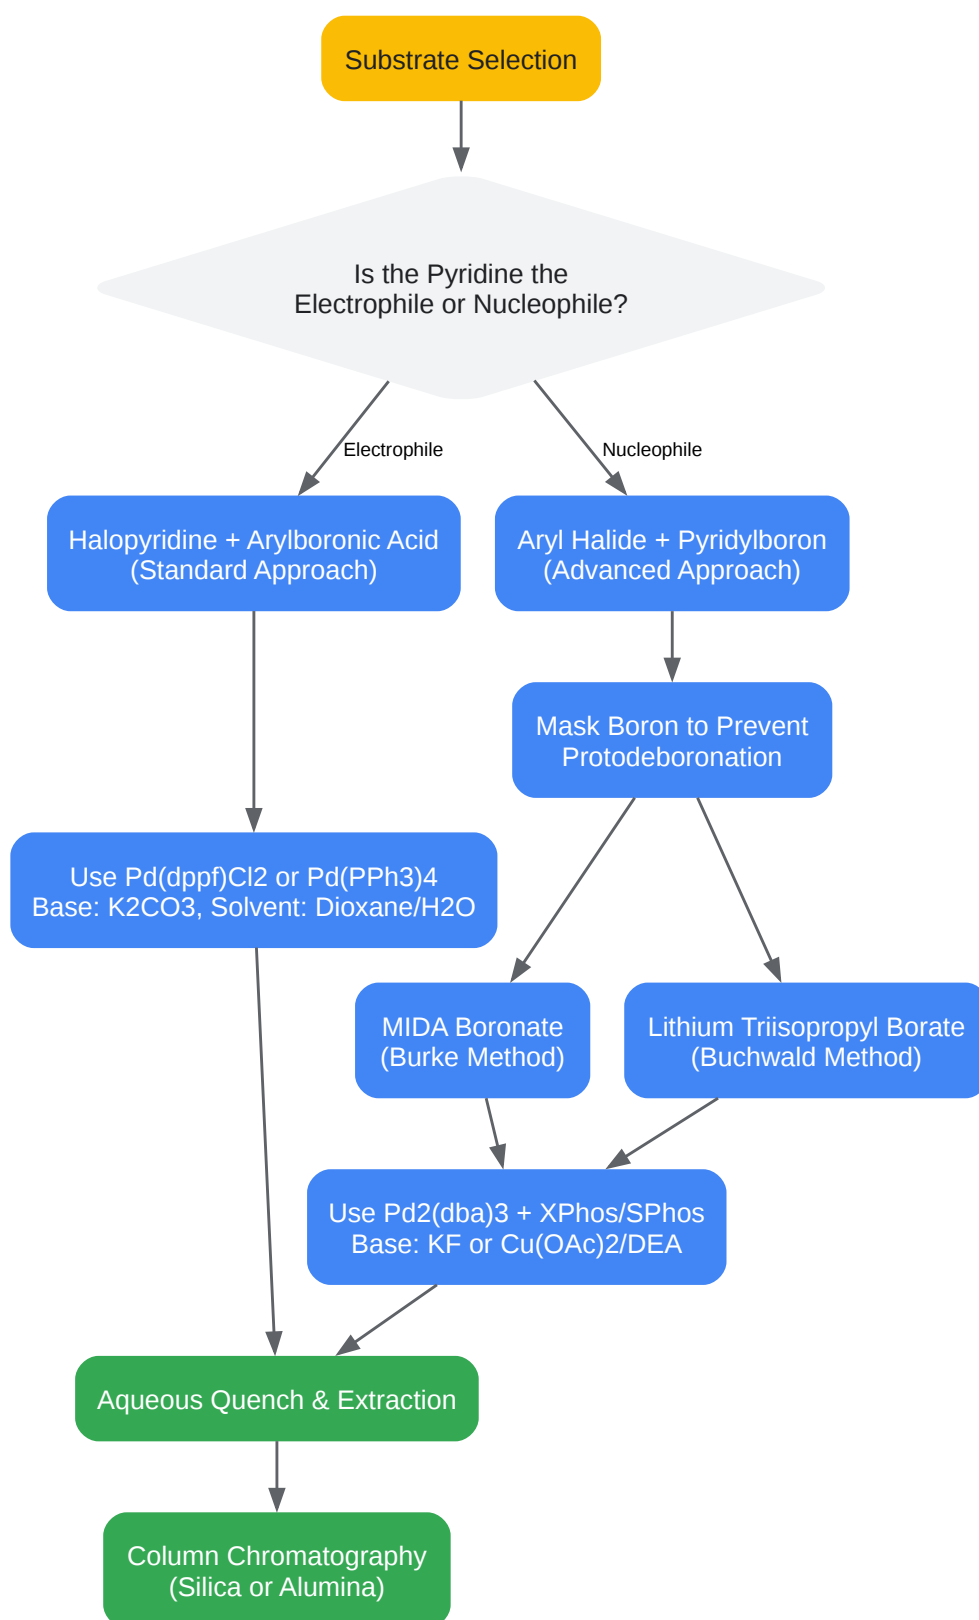 Substrate Selection
Is the Pyridine the
Electrophile or Nucleophile?
Electrophile
Nucleophile
Halopyridine + Arylboronic Acid
(Standard Approach)
Aryl Halide + Pyridylboron
(Advanced Approach)
Mask Boron to Prevent
Protodeboronation
Use Pd(dppf)Cl2 or Pd(PPh3)4
Base: K2CO3, Solvent: Dioxane/H2O
MIDA Boronate
(Burke Method)
Lithium Triisopropyl Borate
(Buchwald Method)
Use Pd2(dba)3 + XPhos/SPhos
Base: KF or Cu(OAc)2/DEA
Aqueous Quench & Extraction
Column Chromatography
(Silica or Alumina)